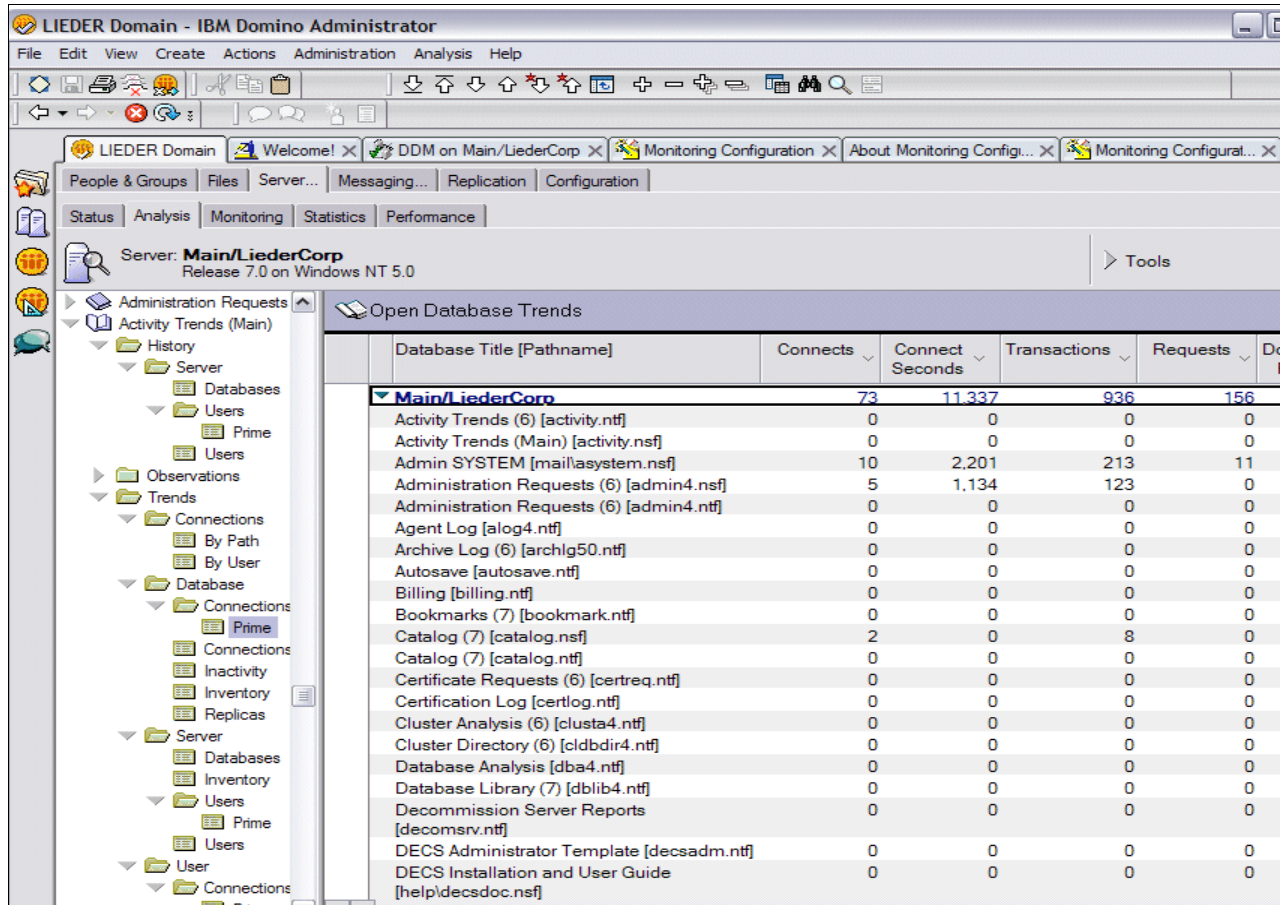 LIEDER Domain - IBM Domino Administrator
File Edit View Create Actions Administration Analysis Help
LIEDER Domain Welcome! DDM on Main/LiederCorp Monitoring Configuration About Monitoring Configi... Monitoring Configurat...
People & Groups Files Server... Messaging... Replication Configuration
Status Analysis Monitoring Statistics Performance
Server: Main/LiederCorp
Release 7.0 on Windows NT 5.0
Tools
Administration Requests
Activity Trends (Main)
History
Server
Databases
Users
Prime
Users
Observations
Trends
Connections
By Path
By User
Database
Connections
Prime
Connections
Inactivity
Inventory
Replicas
Server
Databases
Inventory
Users
Prime
Users
User
Connections
Open Database Trends
Database Title [Pathname] Connects Connect Seconds Transactions Requests
Main/LiederCorp 73 11,337 936 156
Activity Trends (6) [activity.ntf] 0 0 0 0
Activity Trends (Main) [activity.nsf] 0 0 0 0
Admin SYSTEM [mail\asystem.nsf] 10 2,201 213 11
Administration Requests (6) [admin4.nsf] 5 1,134 123 0
Administration Requests (6) [admin4.ntf] 0 0 0 0
Agent Log [alog4.ntf] 0 0 0 0
Archive Log (6) [archlg50.ntf] 0 0 0 0
Autosave [autosave.ntf] 0 0 0 0
Billing [billing.ntf] 0 0 0 0
Bookmarks (7) [bookmark.ntf] 0 0 0 0
Catalog (7) [catalog.nsf] 2 0 8 0
Catalog (7) [catalog.ntf] 0 0 0 0
Certificate Requests (6) [certreq.ntf] 0 0 0 0
Certification Log [certlog.ntf] 0 0 0 0
Cluster Analysis (6) [clusta4.ntf] 0 0 0 0
Cluster Directory (6) [cldbdir4.ntf] 0 0 0 0
Database Analysis [dba4.ntf] 0 0 0 0
Database Library (7) [dblib4.ntf] 0 0 0 0
Decommission Server Reports 0 0 0 0
[decomsrv.ntf]
DECS Administrator Template [decsadm.ntf] 0 0 0 0
DECS Installation and User Guide 0 0 0 0
[help\decsdoc.nsf]